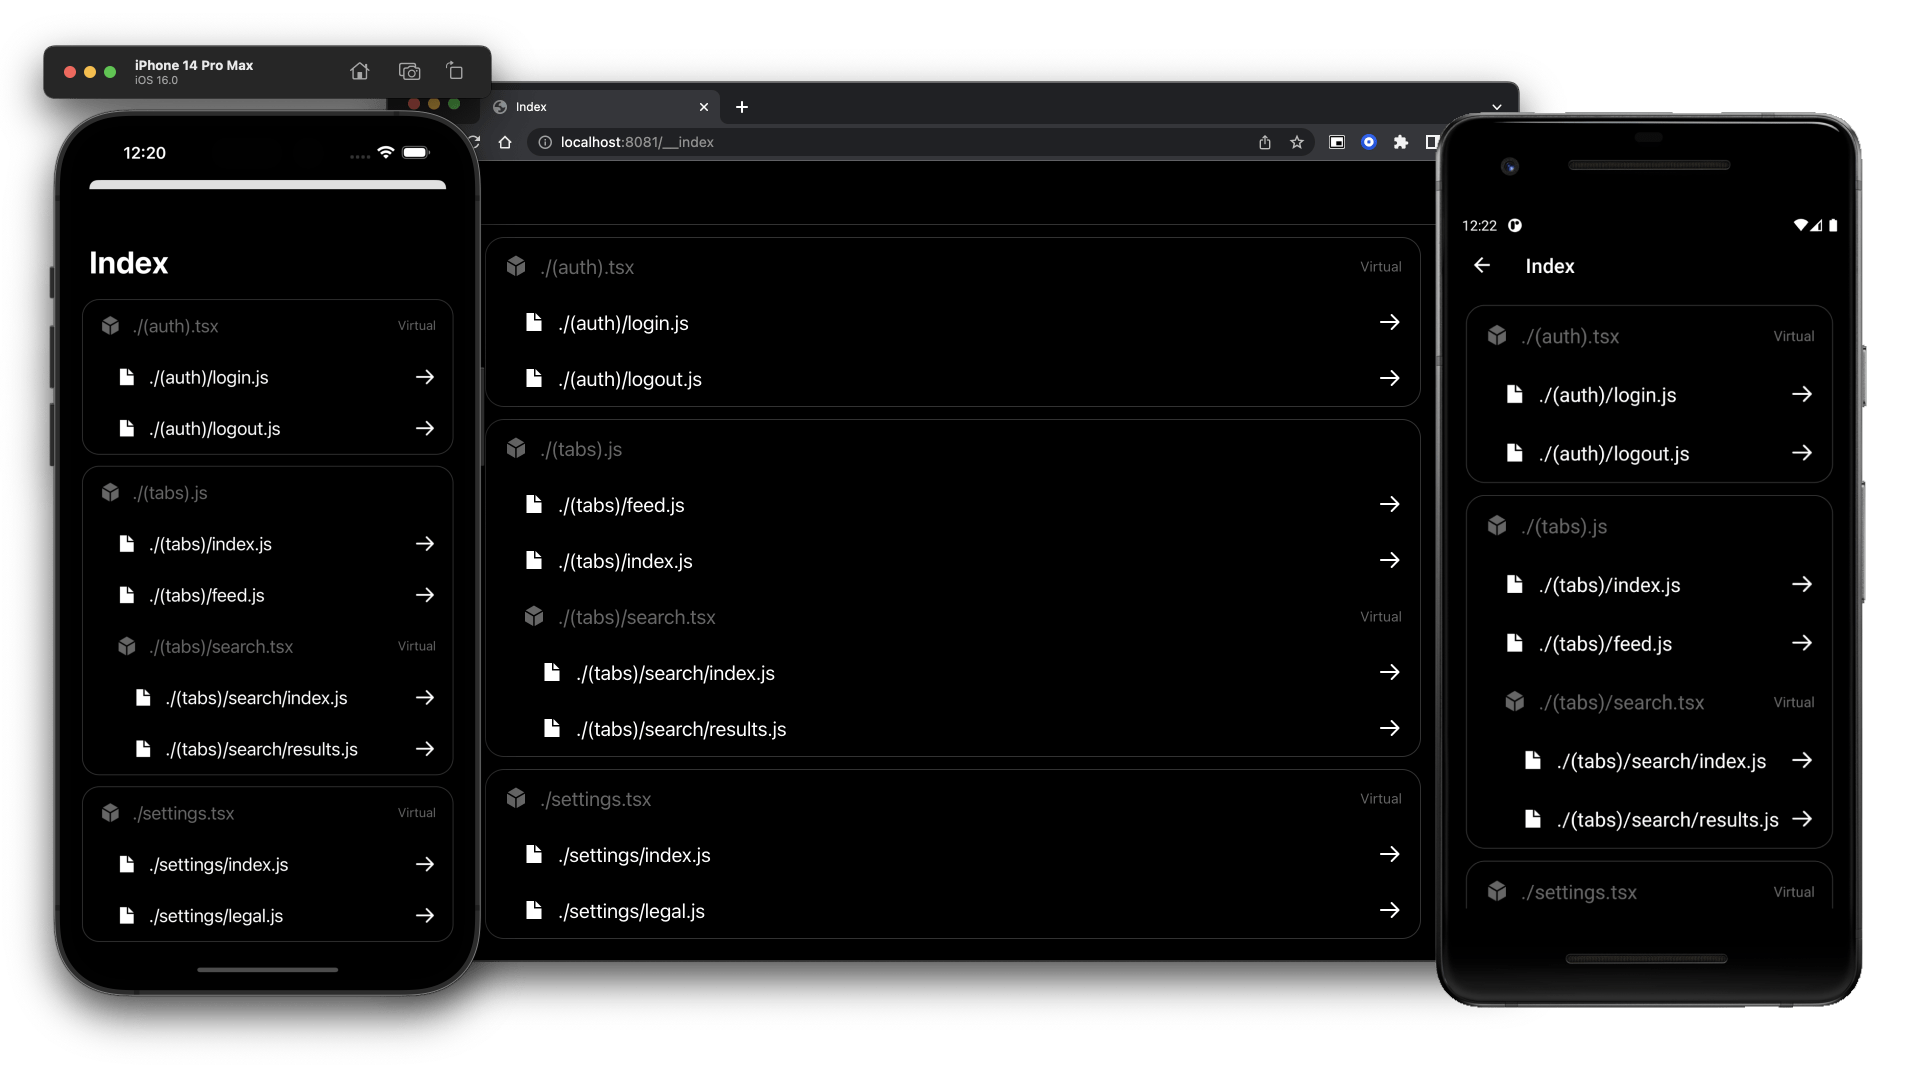 iPhone 14 Pro Max
iOS 16.0
12:20
Index
./(auth).tsx Virtual
./(auth)/login.js
./(auth)/logout.js
./(tabs).js
./(tabs)/index.js
./(tabs)/feed.js
./(tabs)/search.tsx Virtual
./(tabs)/search/index.js
./(tabs)/search/results.js
./settings.tsx Virtual
./settings/index.js
./settings/legal.js
Index
localhost:8081/__index
./(auth).tsx Virtual
./(auth)/login.js
./(auth)/logout.js
./(tabs).js
./(tabs)/feed.js
./(tabs)/index.js
./(tabs)/search.tsx Virtual
./(tabs)/search/index.js
./(tabs)/search/results.js
./settings.tsx Virtual
./settings/index.js
./settings/legal.js
12:22
Index
./(auth).tsx Virtual
./(auth)/login.js
./(auth)/logout.js
./(tabs).js
./(tabs)/index.js
./(tabs)/feed.js
./(tabs)/search.tsx Virtual
./(tabs)/search/index.js
./(tabs)/search/results.js
./settings.tsx Virtual